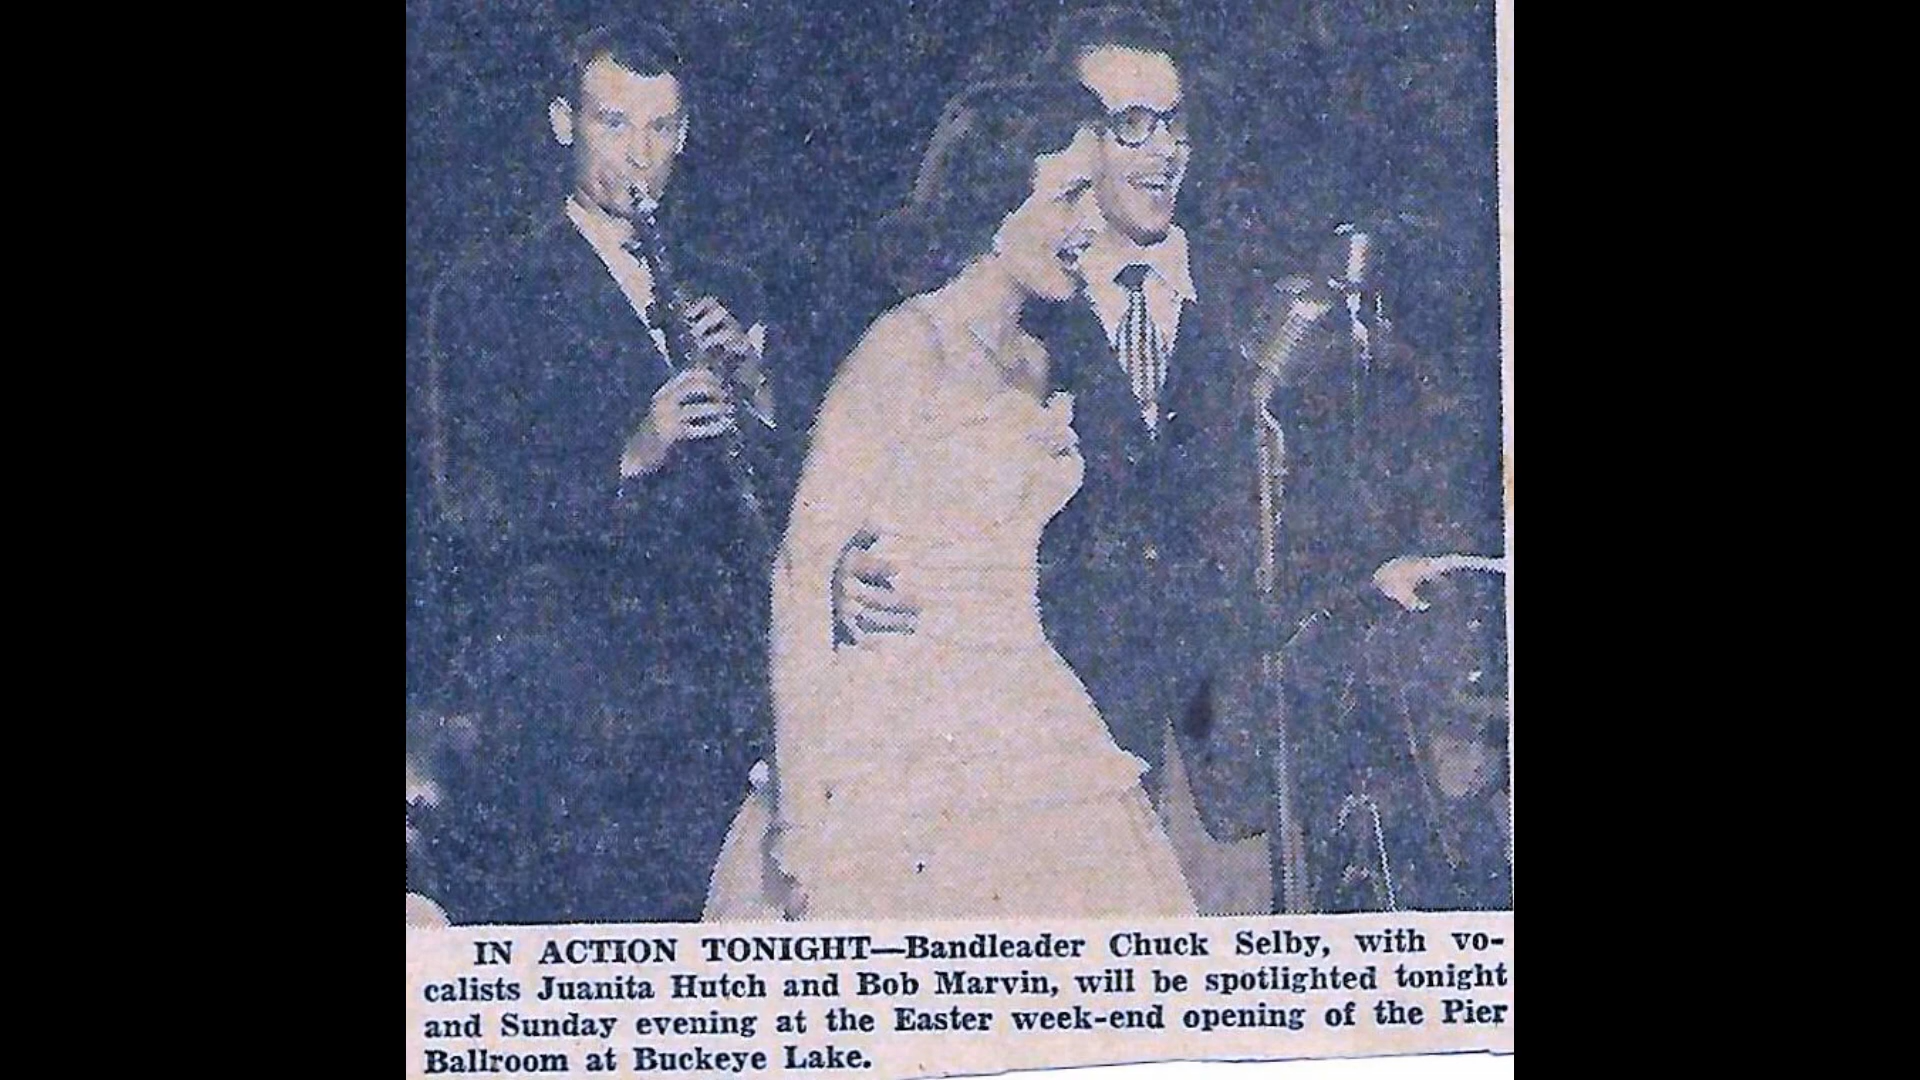 IN ACTION TONIGHT—Bandleader Chuck Selby, with vo-
calists Juanita Hutch and Bob Marvin, will be spotlighted tonight
and Sunday evening at the Easter week-end opening of the Pier
Ballroom at Buckeye Lake.